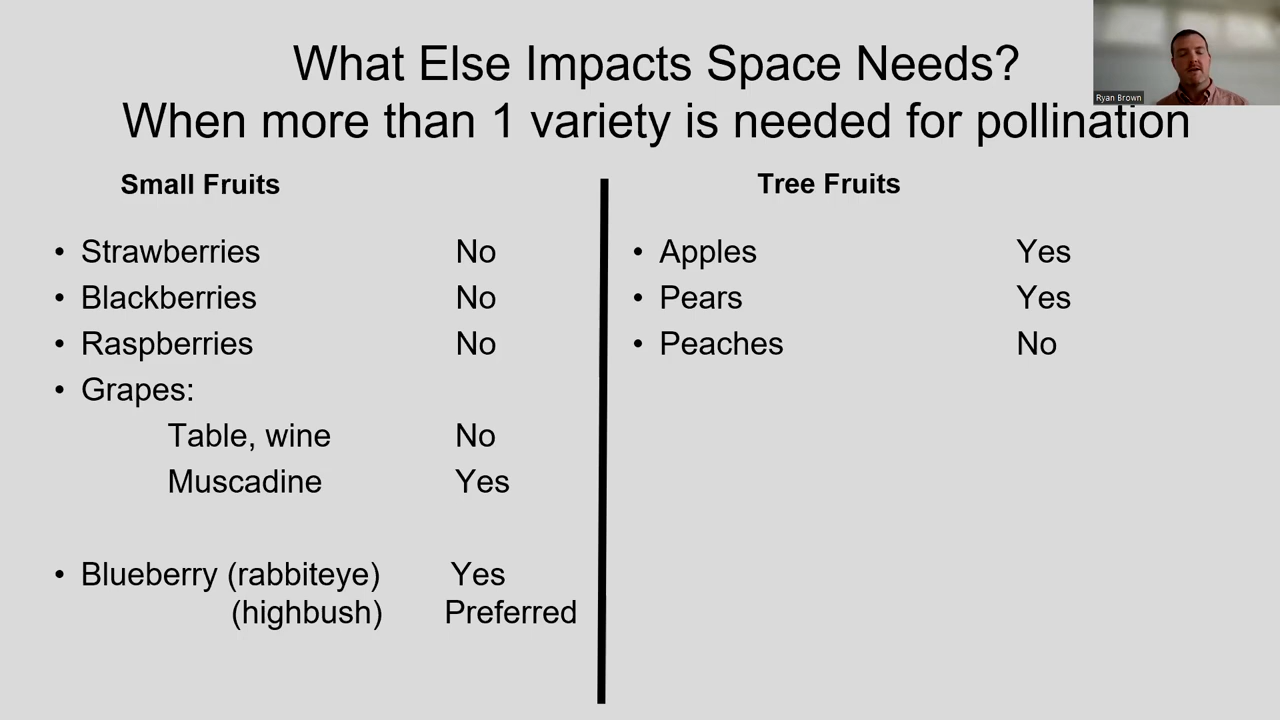 What Else Impacts Space Needs?
When more than 1 variety is needed for pollination
Ryan Brown
Small Fruits
• Strawberries No
• Blackberries No
• Raspberries No
• Grapes:
Table, wine No
Muscadine Yes
• Blueberry (rabbiteye) Yes
(highbush) Preferred
Tree Fruits
• Apples Yes
• Pears Yes
• Peaches No